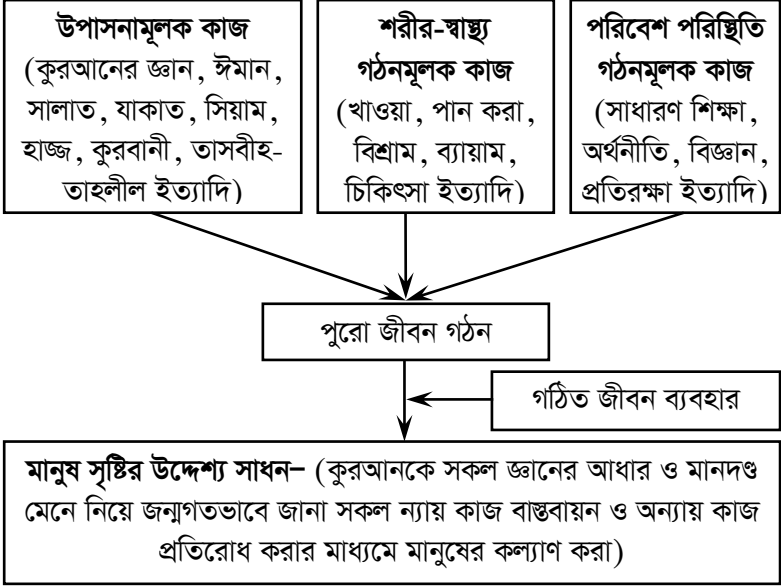 উপাসনামূলক কাজ
(কুরআনের জ্ঞান, ঈমান,
সালাত, যাকাত, সিয়াম,
হাজ্জ, কুরবানী, তাসবীহ-
তাহলীল ইত্যাদি)
শরীর-স্বাস্থ্য
গঠনমূলক কাজ
(খাওয়া, পান করা,
বিশ্রাম, ব্যায়াম,
চিকিৎসা ইত্যাদি)
পরিবেশ পরিস্থিতি
গঠনমূলক কাজ
(সাধারণ শিক্ষা,
অর্থনীতি, বিজ্ঞান,
প্রতিরক্ষা ইত্যাদি)
পুরো জীবন গঠন
গঠিত জীবন ব্যবহার
মানুষ সৃষ্টির উদ্দেশ্য সাধন– (কুরআনকে সকল জ্ঞানের আধার ও মানদণ্ড
মেনে নিয়ে জন্মগতভাবে জানা সকল ন্যায় কাজ বাস্তবায়ন ও অন্যায় কাজ
প্রতিরোধ করার মাধ্যমে মানুষের কল্যাণ করা)